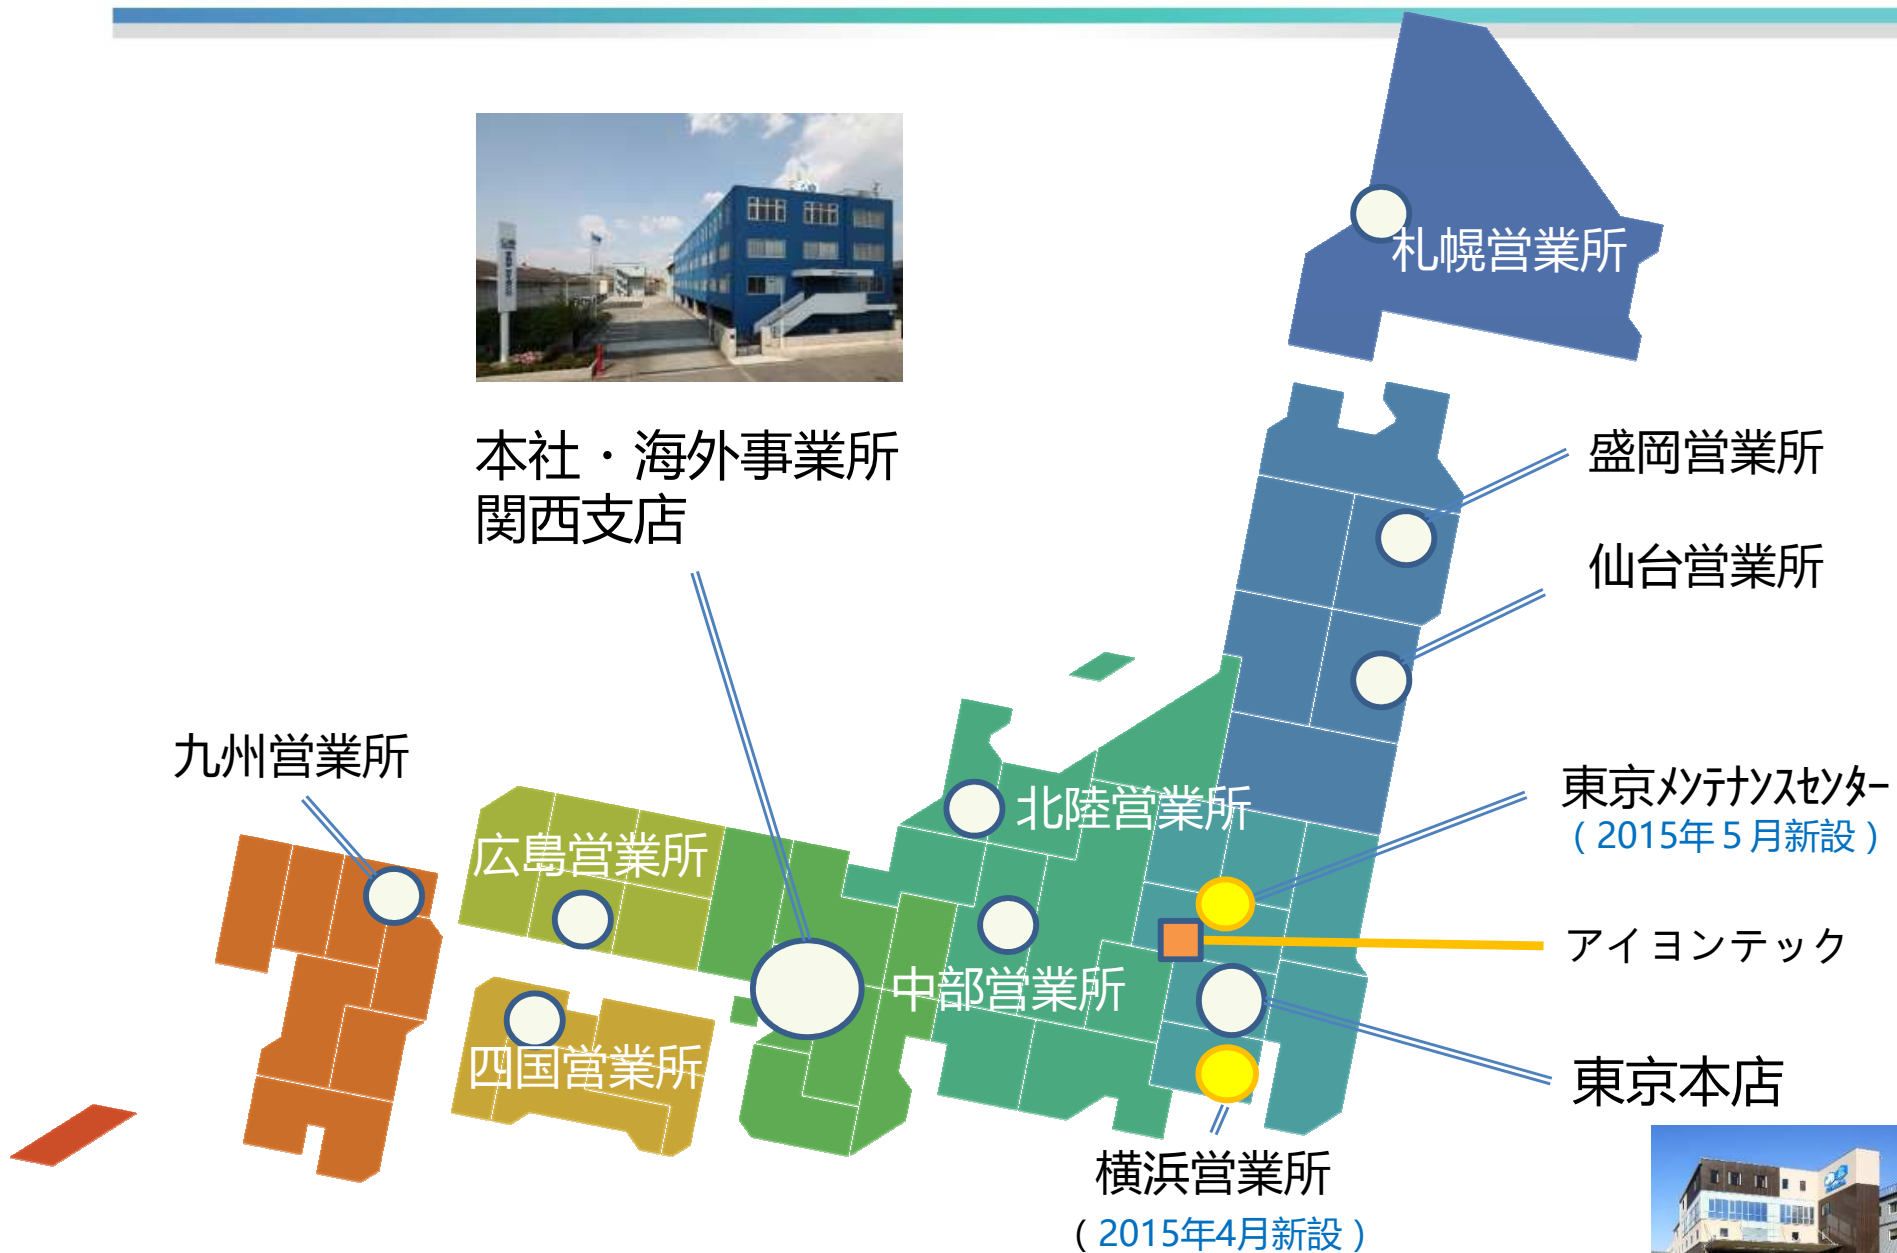 札幌営業所
本社・海外事業所
関西支店
盛岡営業所
仙台営業所
九州営業所
北陸営業所
東京ﾒﾝﾃﾅﾝｽｾﾝﾀｰ
（2015年５月新設）
広島営業所
アイヨンテック
中部営業所
四国営業所
東京本店
横浜営業所
（2015年4月新設）